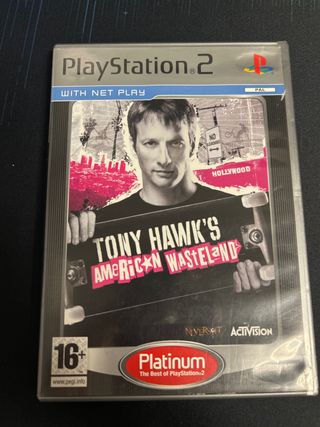 PlayStation®2
WITH NET PLAY
PAL
HOLLYWOOD
TONY HAWK'S
AMERICAN WASTELAND
NEVERSOFT
ACTIVISION
16+
www.pegi.info
Platinum
The Best of PlayStation®2